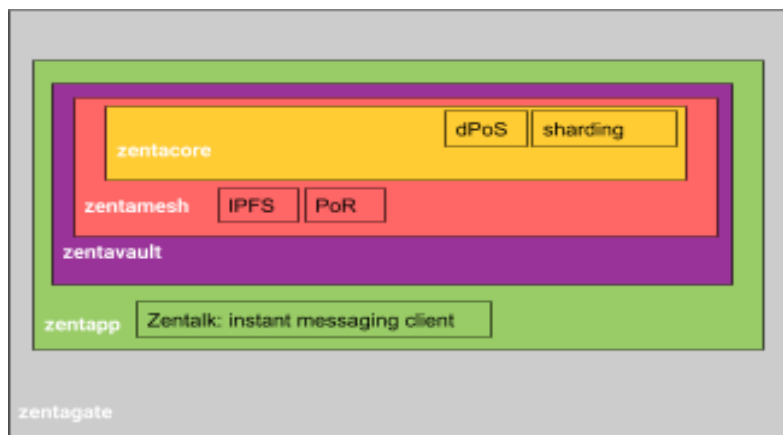 dPoS sharding
zentacore
zentamesh IPFS PoR
zentavault
zentapp Zentalk: instant messaging client
zentagate